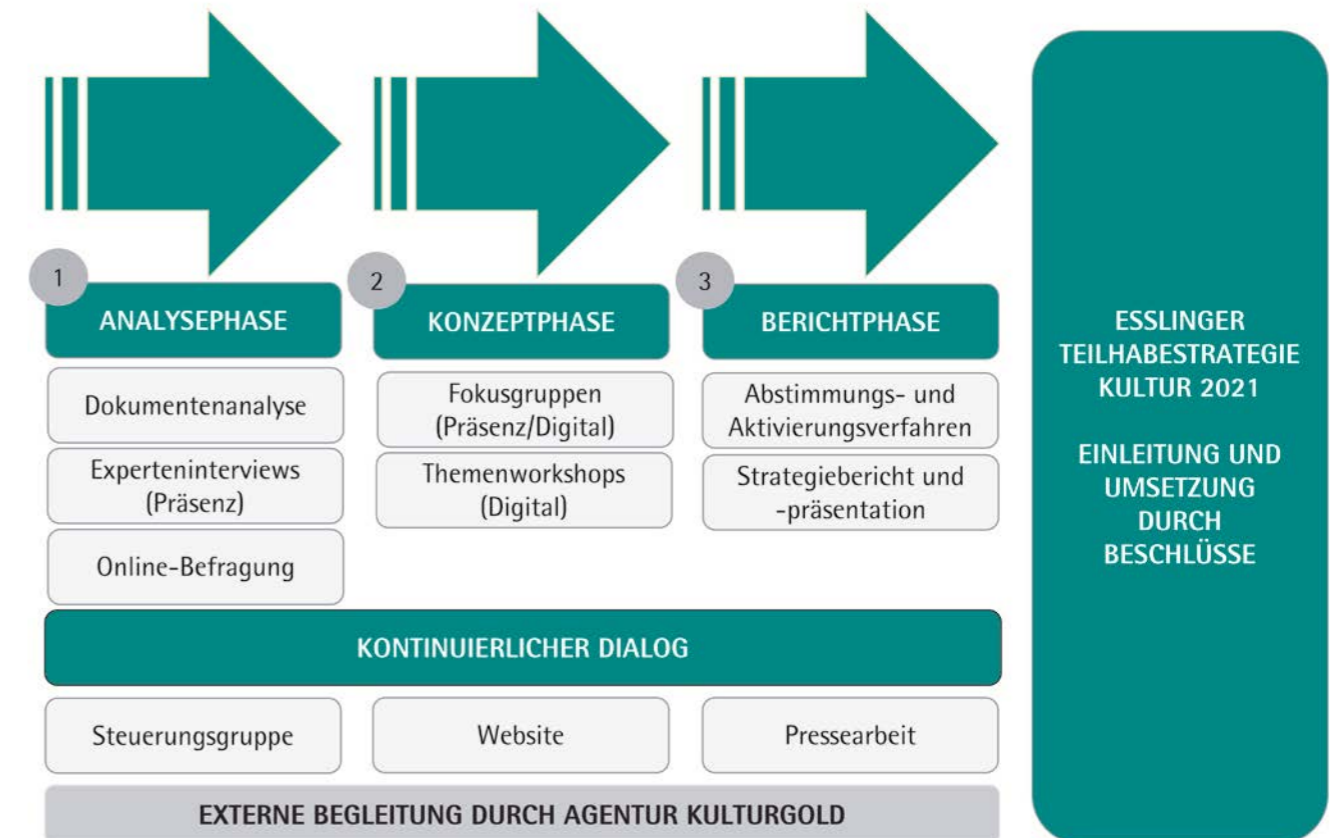 1
ANALYSEPHASE
Dokumentenanalyse
Experteninterviews
(Präsenz)
Online-Befragung
2
KONZEPTPHASE
Fokusgruppen
(Präsenz/Digital)
Themenworkshops
(Digital)
3
BERICHTPHASE
Abstimmungs- und
Aktivierungsverfahren
Strategiebericht und
-präsentation
KONTINUIERLICHER DIALOG
Steuerungsgruppe
Website
Pressearbeit
EXTERNE BEGLEITUNG DURCH AGENTUR KULTURGOLD
ESSLINGER
TEILHABESTRATEGIE
KULTUR 2021
EINLEITUNG UND
UMSETZUNG
DURCH
BESCHLÜSSE